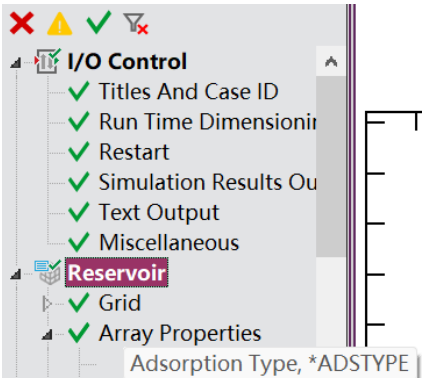 I/O Control
Titles And Case ID
Run Time Dimensionin
Restart
Simulation Results Ou
Text Output
Miscellaneous
Reservoir
Grid
Array Properties
Adsorption Type, *ADSTYPE